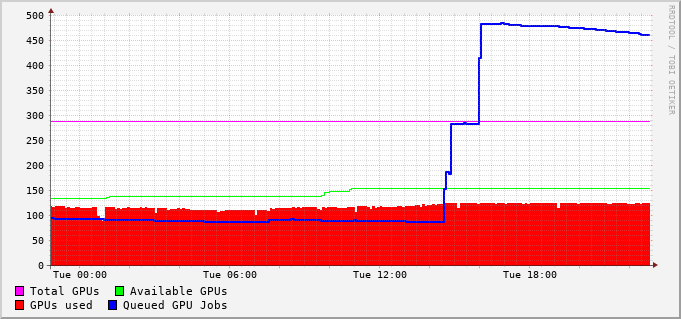 500
450
400
350
300
250
200
150
100
50
0
Tue 00:00 Tue 06:00 Tue 12:00 Tue 18:00
Total GPUs Available GPUs
GPUs used Queued GPU Jobs
RRDTOOL / TOBI OETIKER